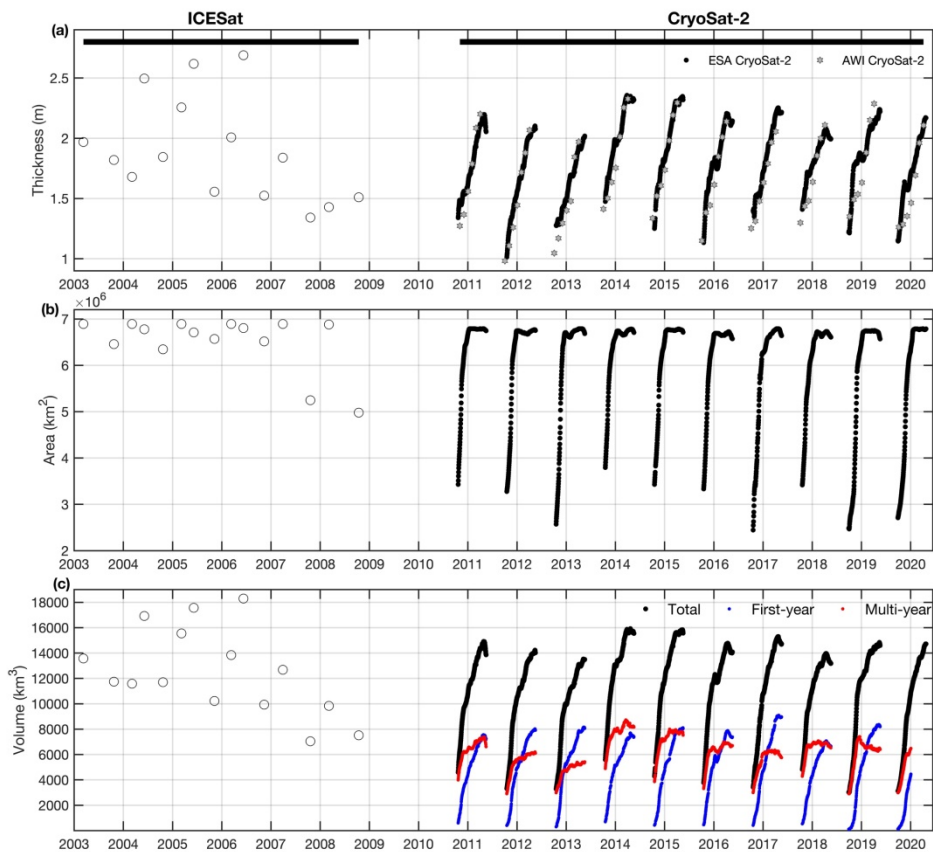 ICESat CryoSat-2
(a)
ESA CryoSat-2 AWI CryoSat-2
Thickness (m)
2.5
2
1.5
1
2003 2004 2005 2006 2007 2008 2009 2010 2011 2012 2013 2014 2015 2016 2017 2018 2019 2020
(b) ×10⁶
Area (km²)
7
6
5
4
3
2
2003 2004 2005 2006 2007 2008 2009 2010 2011 2012 2013 2014 2015 2016 2017 2018 2019 2020
(c)
Total First-year Multi-year
Volume (km³)
18000
16000
14000
12000
10000
8000
6000
4000
2000
2003 2004 2005 2006 2007 2008 2009 2010 2011 2012 2013 2014 2015 2016 2017 2018 2019 2020